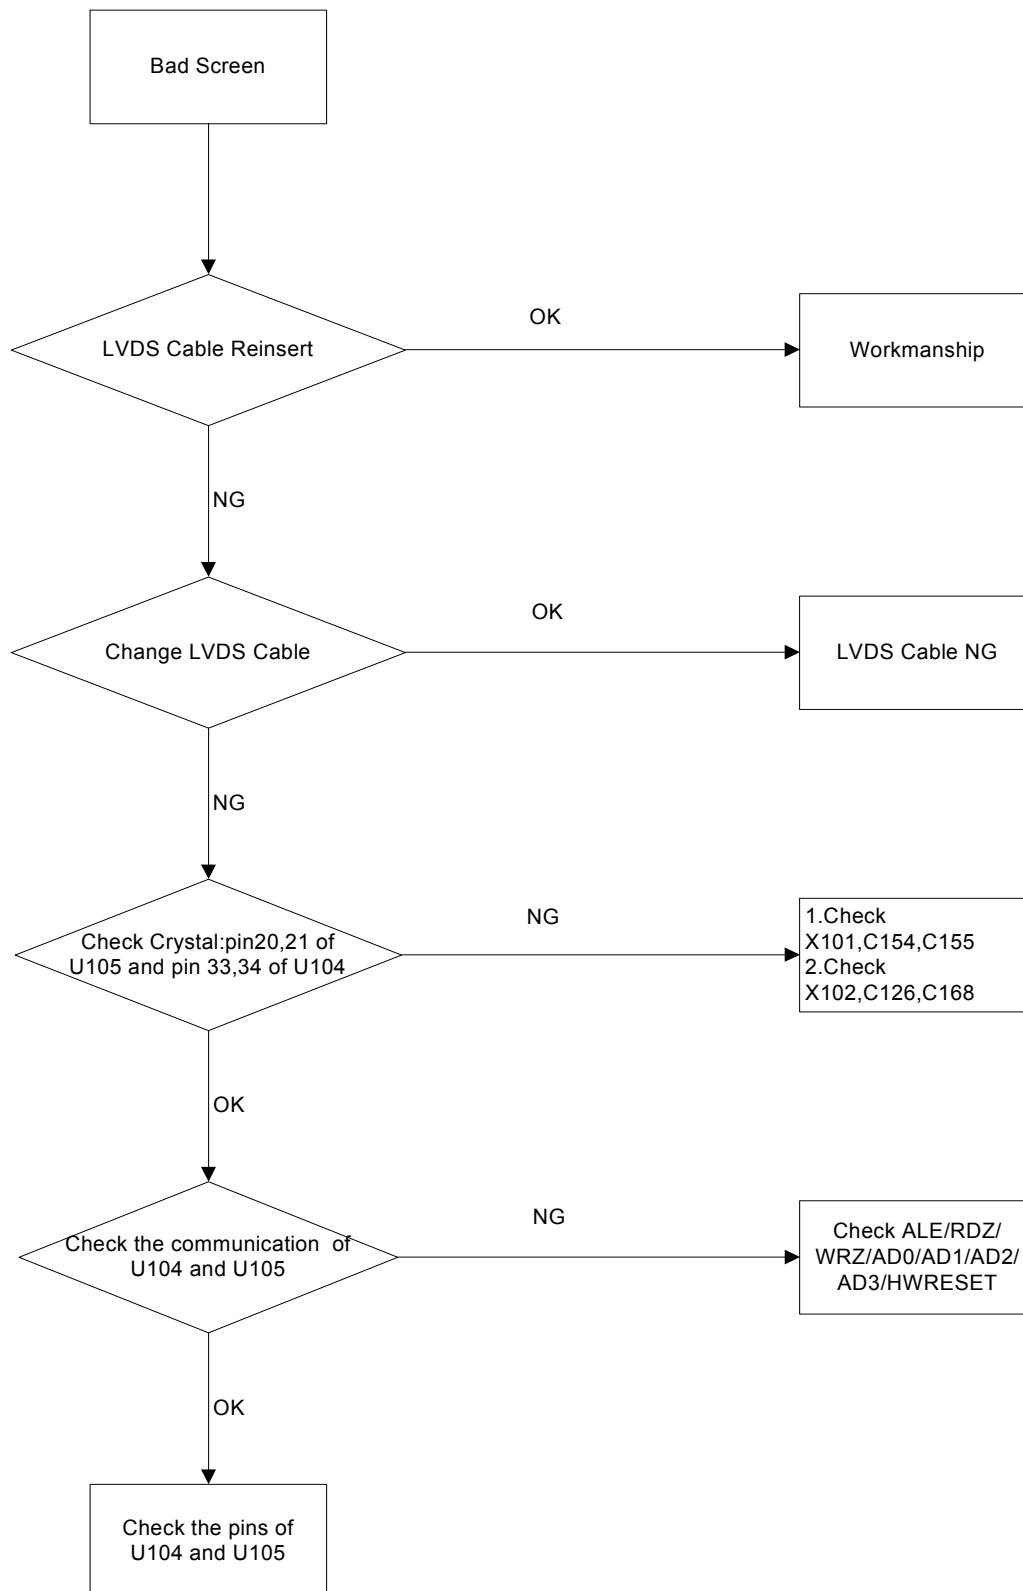 Bad Screen
LVDS Cable Reinsert
OK
Workmanship
NG
Change LVDS Cable
OK
LVDS Cable NG
NG
Check Crystal:pin20,21 of
U105 and pin 33,34 of U104
NG
1.Check
X101,C154,C155
2.Check
X102,C126,C168
OK
Check the communication  of
U104 and U105
NG
Check ALE/RDZ/
WRZ/AD0/AD1/AD2/
AD3/HWRESET
OK
Check the pins of
U104 and U105